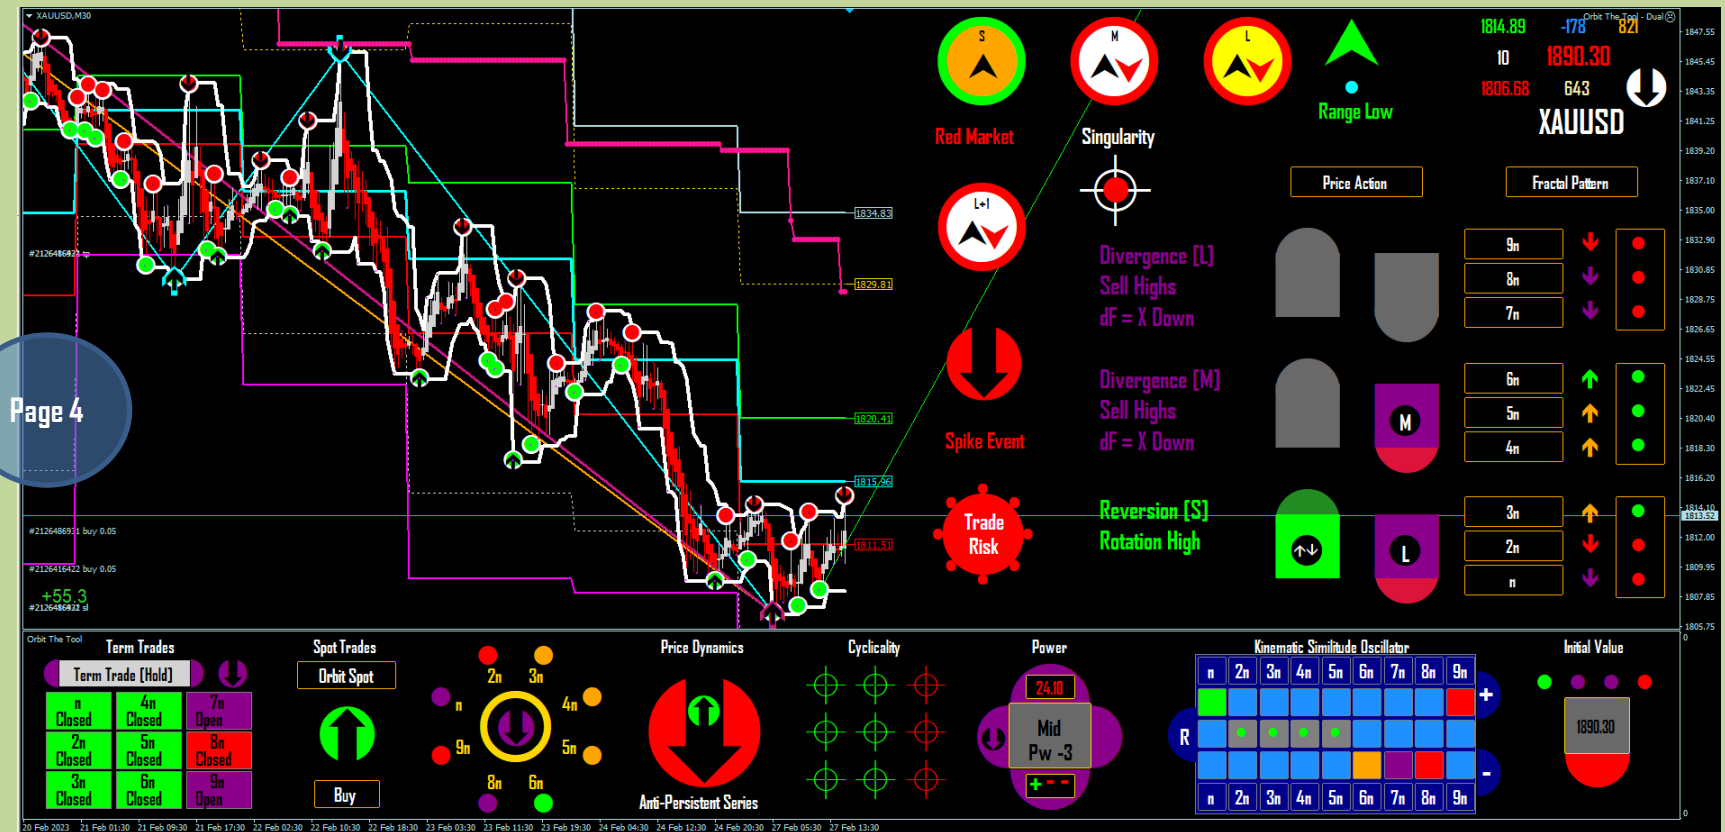 XAUUSD,M30
Orbit The Tool - Dual
S
M
L
1814.89
-178
821
10
1890.30
1806.68
643
XAUUSD
Range Low
Red Market
Singularity
Price Action
Fractal Pattern
L+1
Divergence [L]
Sell Highs
dF = X Down
9n
8n
7n
Spike Event
Divergence [M]
Sell Highs
dF = X Down
M
6n
5n
4n
Trade
Risk
Reversion [S]
Rotation High
L
3n
2n
n
1834.83
1829.81
1820.41
1815.96
1811.51
1847.55
1845.45
1843.35
1841.25
1839.20
1837.10
1835.00
1832.90
1830.85
1828.75
1826.65
1824.55
1822.45
1820.40
1818.30
1816.20
1814.10
1813.52
1812.00
1809.95
1807.85
1805.75
Page 4
#2126486931 buy 0.05
#2126416422 buy 0.05
+55.3
Orbit The Tool
Term Trades
Term Trade [Hold]
n
Closed
4n
Closed
7n
Open
2n
Closed
5n
Closed
8n
Closed
3n
Closed
6n
Closed
9n
Open
Spot Trades
Orbit Spot
Buy
2n
3n
n
4n
9n
5n
8n
6n
Price Dynamics
Anti-Persistent Series
Cyclicality
Power
24.10
Mid
Pw -3
+--
Kinematic Similitude Oscillator
n 2n 3n 4n 5n 6n 7n 8n 9n
+
R
-
n 2n 3n 4n 5n 6n 7n 8n 9n
Initial Value
1890.30
0
0
20 Feb 2023
21 Feb 01:30
21 Feb 09:30
21 Feb 17:30
22 Feb 02:30
22 Feb 10:30
22 Feb 18:30
23 Feb 03:30
23 Feb 11:30
23 Feb 19:30
24 Feb 04:30
24 Feb 12:30
24 Feb 20:30
27 Feb 05:30
27 Feb 13:30